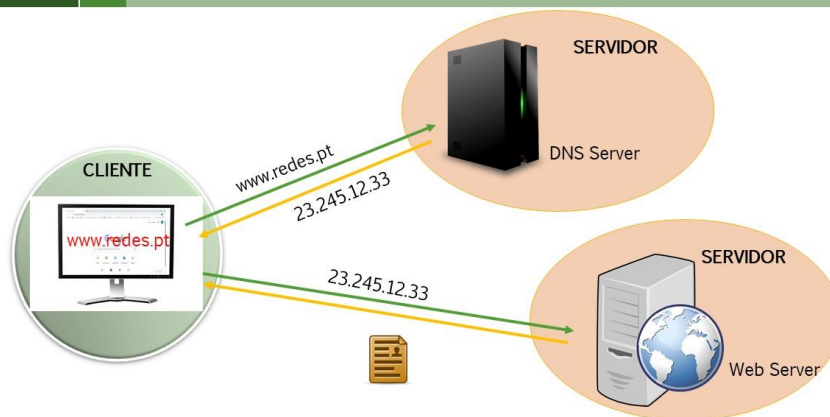 SERVIDOR
DNS Server
www.redes.pt
23.245.12.33
CLIENTE
www.redes.pt
SERVIDOR
23.245.12.33
Web Server